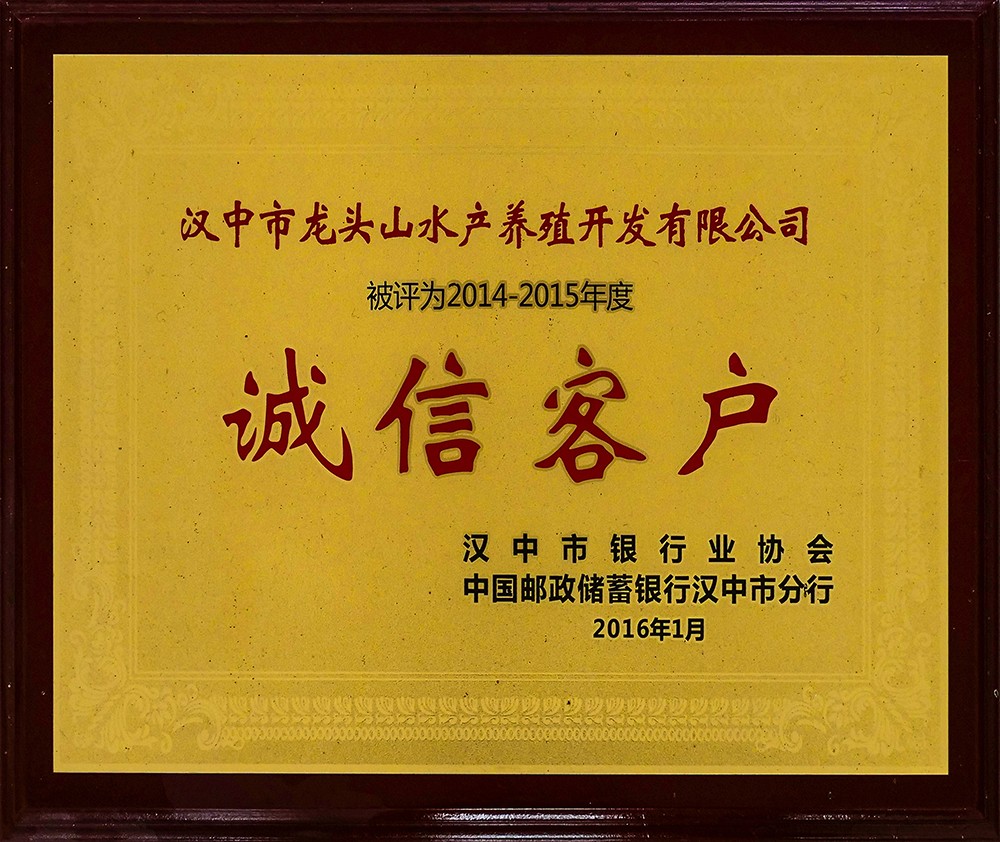 汉中市龙头山水产养殖开发有限公司
被评为2014-2015年度
诚信客户
汉中市银行业协会
中国邮政储蓄银行汉中市分行
2016年1月